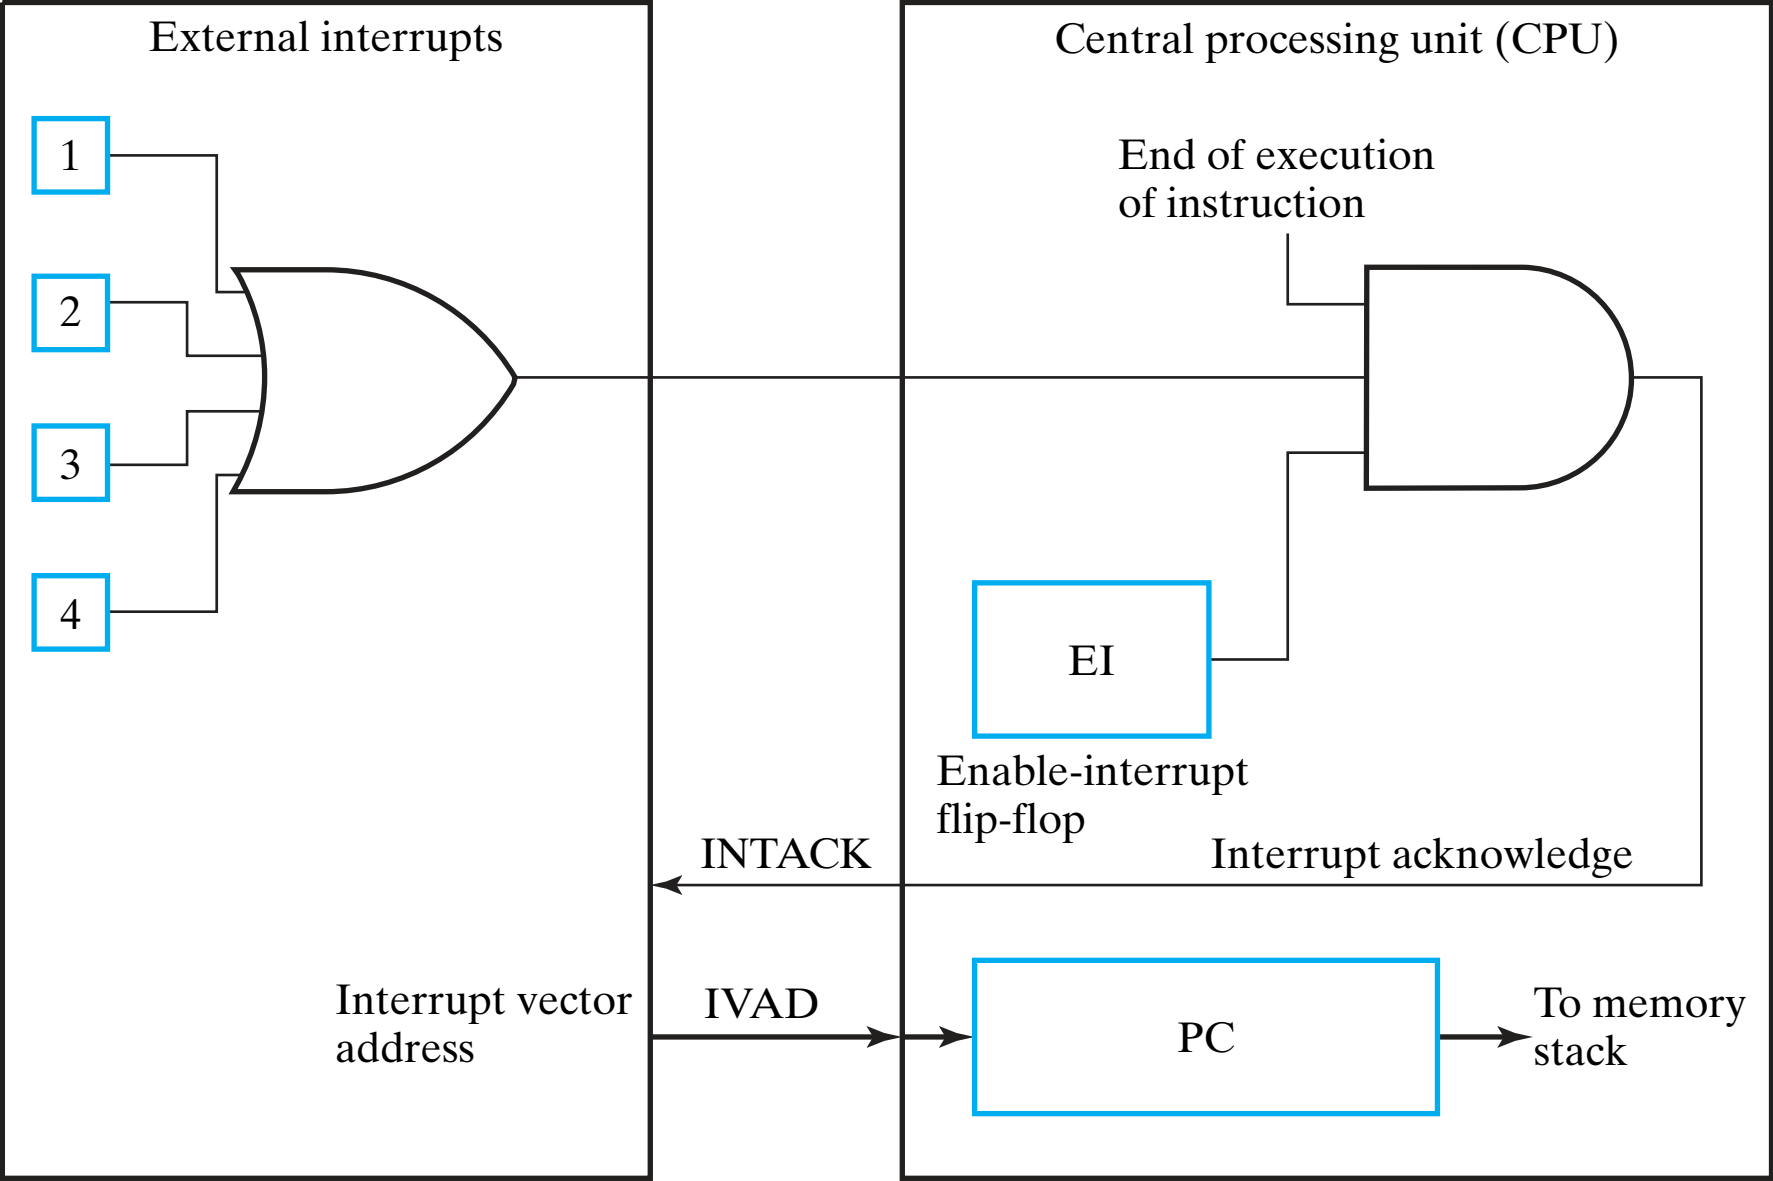 External interrupts
1
2
3
4
Interrupt vector
address
INTACK
IVAD
Central processing unit (CPU)
End of execution
of instruction
EI
Enable-interrupt
flip-flop
Interrupt acknowledge
PC
To memory
stack